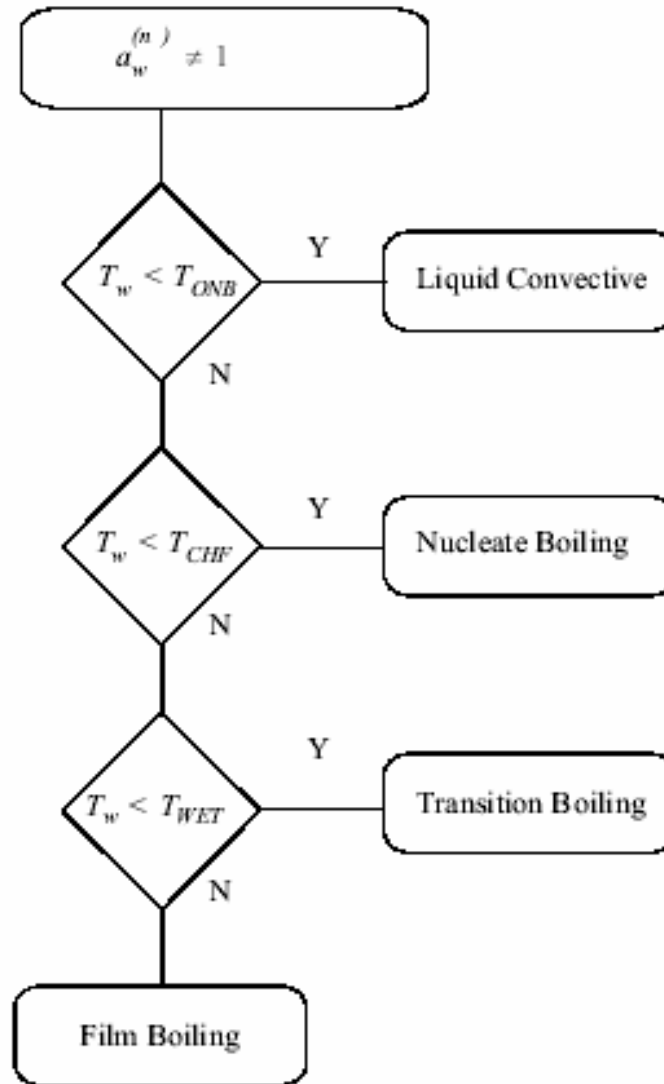 a_w^(n) ≠ 1
T_w < T_ONB
Y
Liquid Convective
N
T_w < T_CHF
Y
Nucleate Boiling
N
T_w < T_WET
Y
Transition Boiling
N
Film Boiling